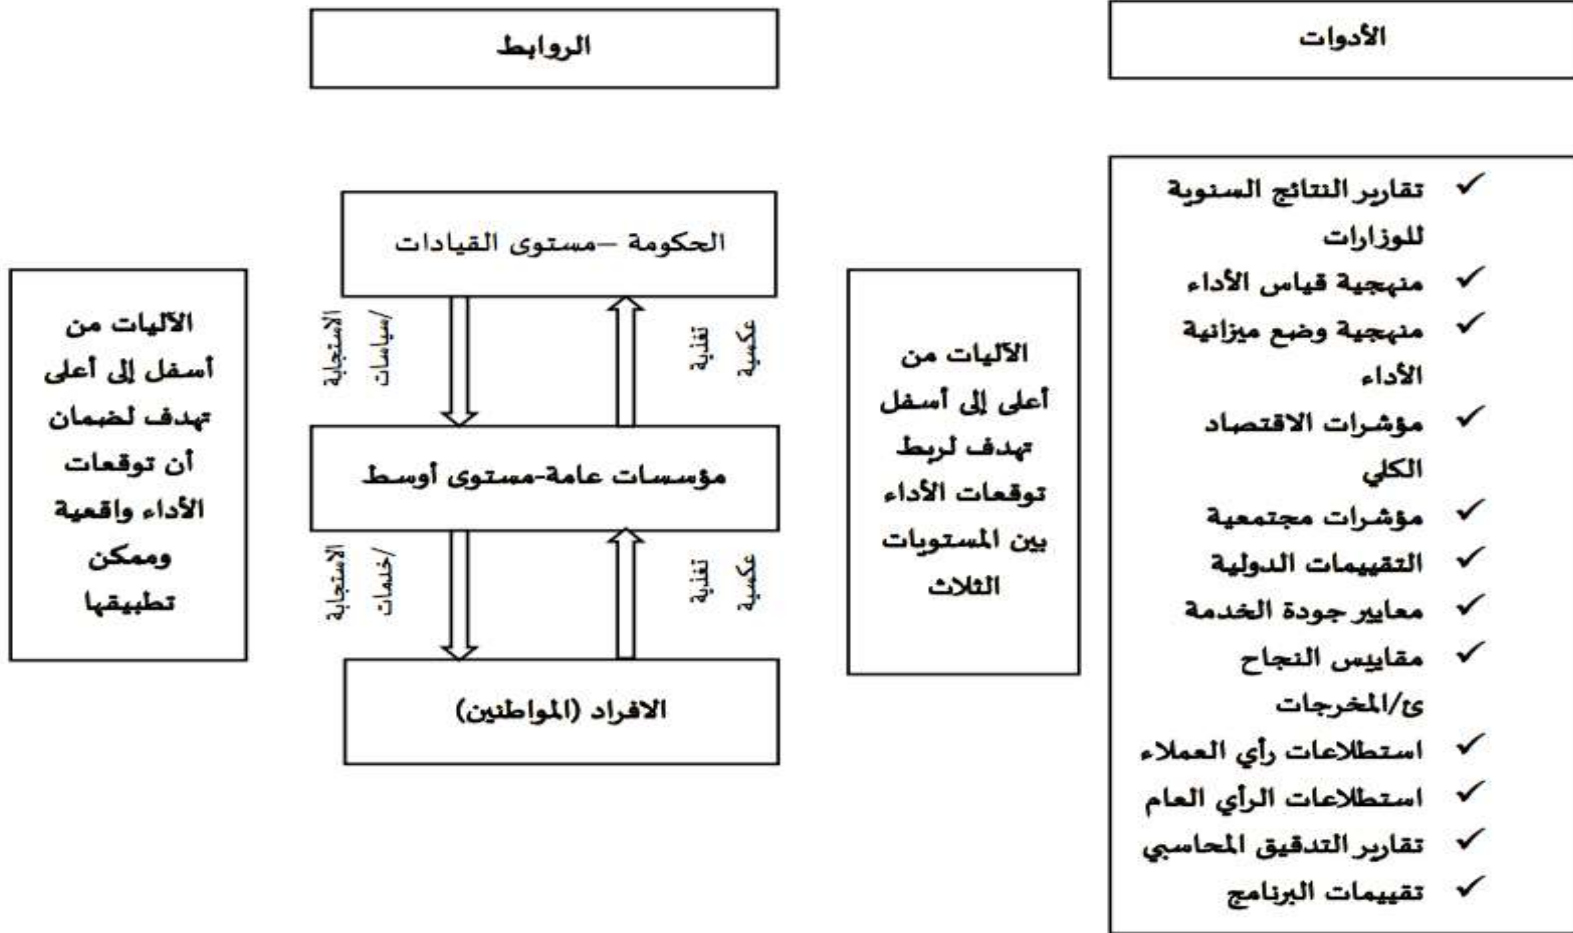 الأدوات
الروابط
تقارير النتائج السنوية
للوزارات
منهجية قياس الأداء
منهجية وضع ميزانية
الأداء
مؤشرات الاقتصاد
الكلي
مؤشرات مجتمعية
التقييمات الدولية
معايير جودة الخدمة
مقاييس النجاح
ئ/المخرجات
استطلاعات رأي العملاء
استطلاعات الرأي العام
تقارير التدقيق المحاسبي
تقييمات البرنامج
الآليات من
أعلى إلى أسفل
تهدف لربط
توقعات الأداء
بين المستويات
الثلاث
الحكومة –مستوى القيادات
تغذية
عكسية
الاستجابة
/سياسات
مؤسسات عامة-مستوى أوسط
تغذية
عكسية
الاستجابة
/خدمات
الافراد (المواطنين)
الآليات من
أسفل إلى أعلى
تهدف لضمان
أن توقعات
الأداء واقعية
وممكن
تطبيقها